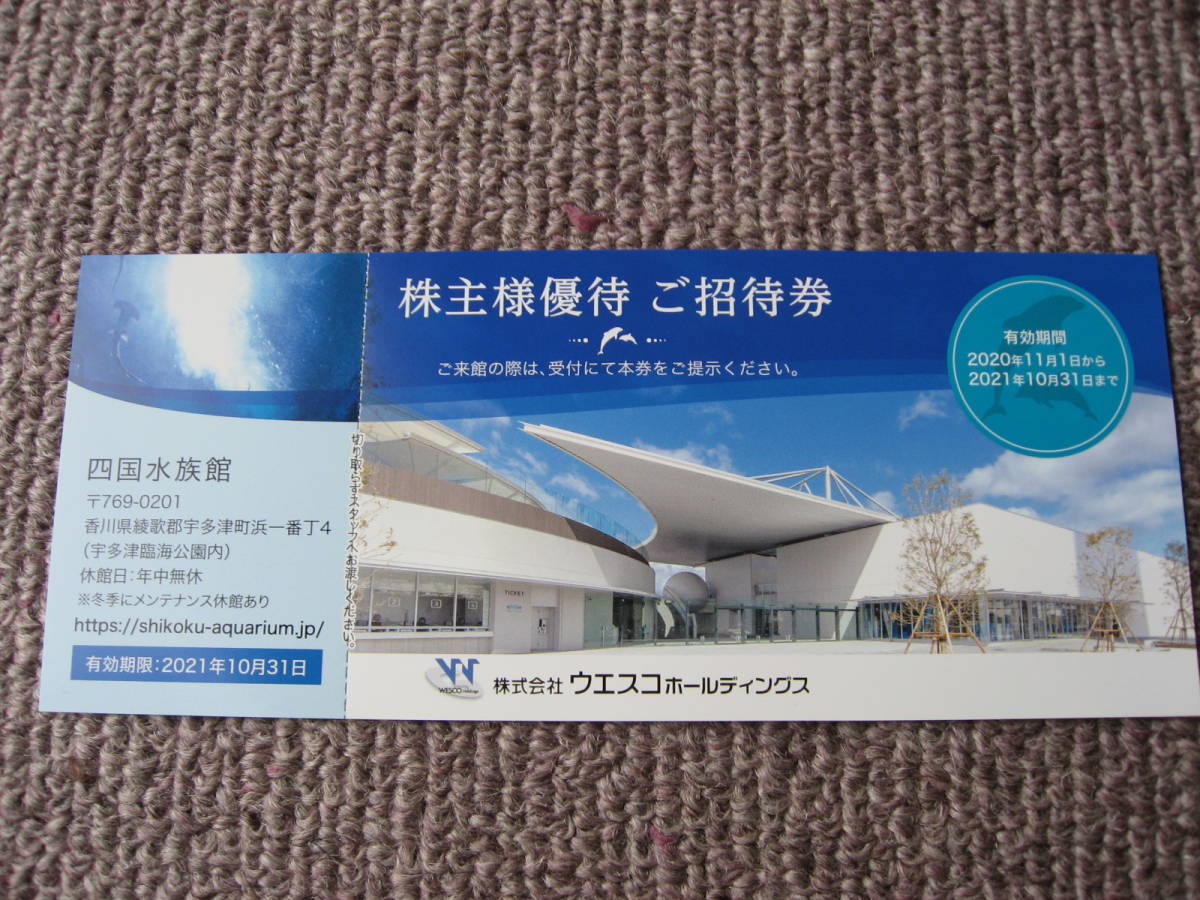 四国水族館
〒769-0201
香川県綾歌郡宇多津町浜一番丁4
(宇多津臨海公園内)
休館日:年中無休
※冬季にメンテナンス休館あり
https://shikoku-aquarium.jp/
有効期限:2021年10月31日
切り取らずスタッフへお渡しください。
株主様優待 ご招待券
ご来館の際は、受付にて本券をご提示ください。
有効期間
2020年11月1日から
2021年10月31日まで
TICKET
WESCO Holdings
株式会社 ウエスコホールディングス